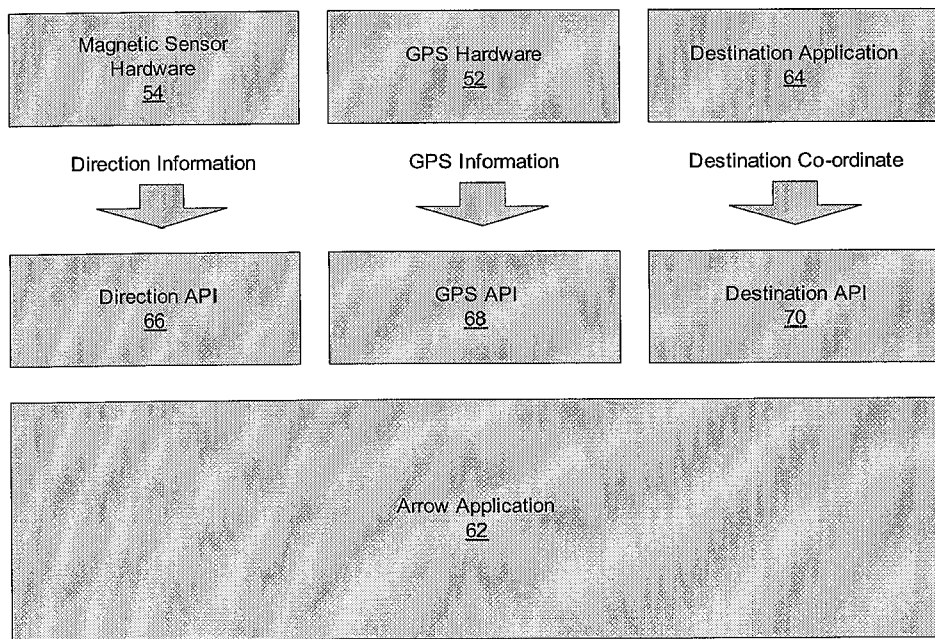 Magnetic Sensor
Hardware
54
GPS Hardware
52
Destination Application
64
Direction Information
GPS Information
Destination Co-ordinate
Direction API
66
GPS API
68
Destination API
70
Arrow Application
62